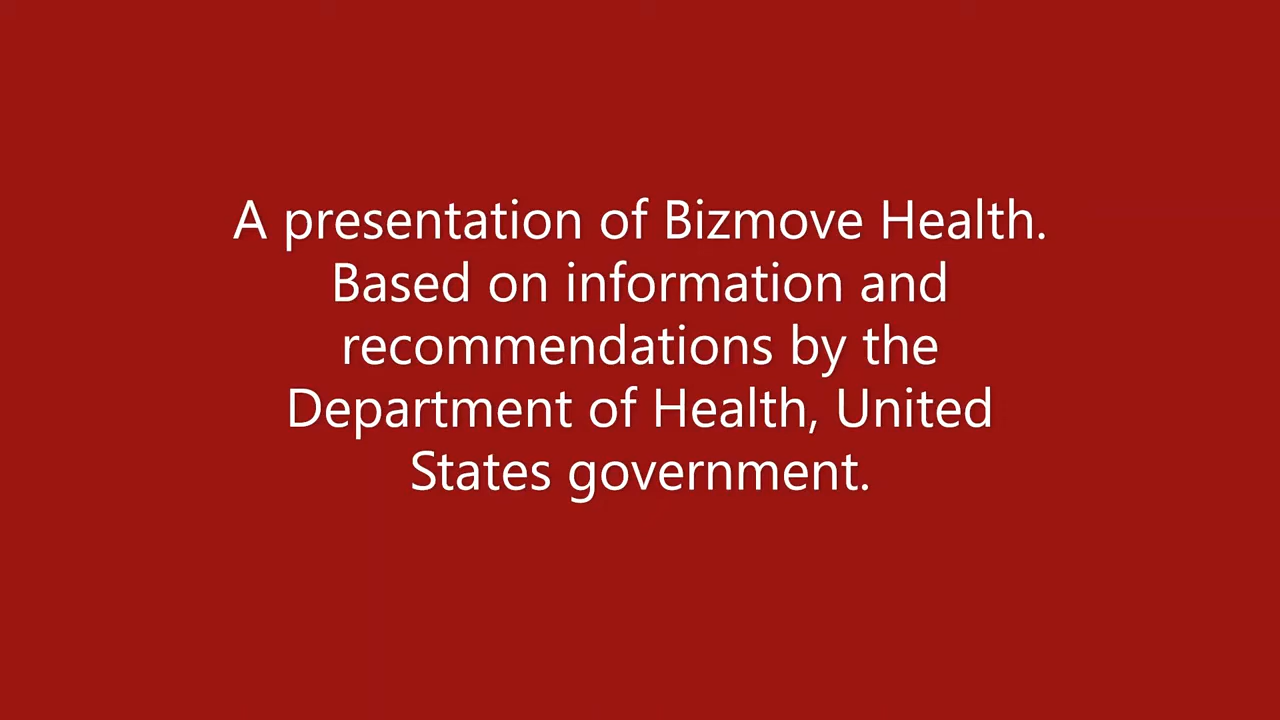 A presentation of Bizmove Health.
Based on information and
recommendations by the
Department of Health, United
States government.